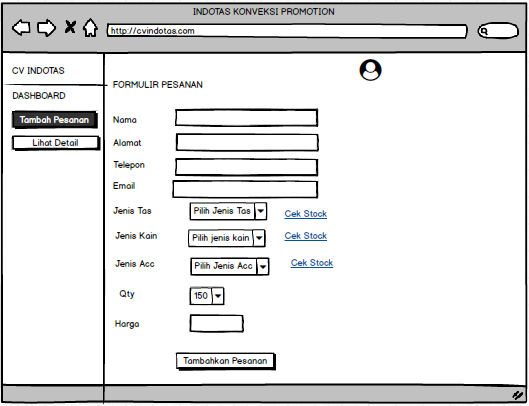 INDOTAS KONVEKSI PROMOTION
http://cvindotas.com
CV INDOTAS
DASHBOARD
Tambah Pesanan
Lihat Detail
FORMULIR PESANAN
Nama
Alamat
Telepon
Email
Jenis Tas Pilih Jenis Tas Cek Stock
Jenis Kain Pilih jenis kain Cek Stock
Jenis Acc Pilih Jenis Acc Cek Stock
Qty 150
Harga
Tambahkan Pesanan